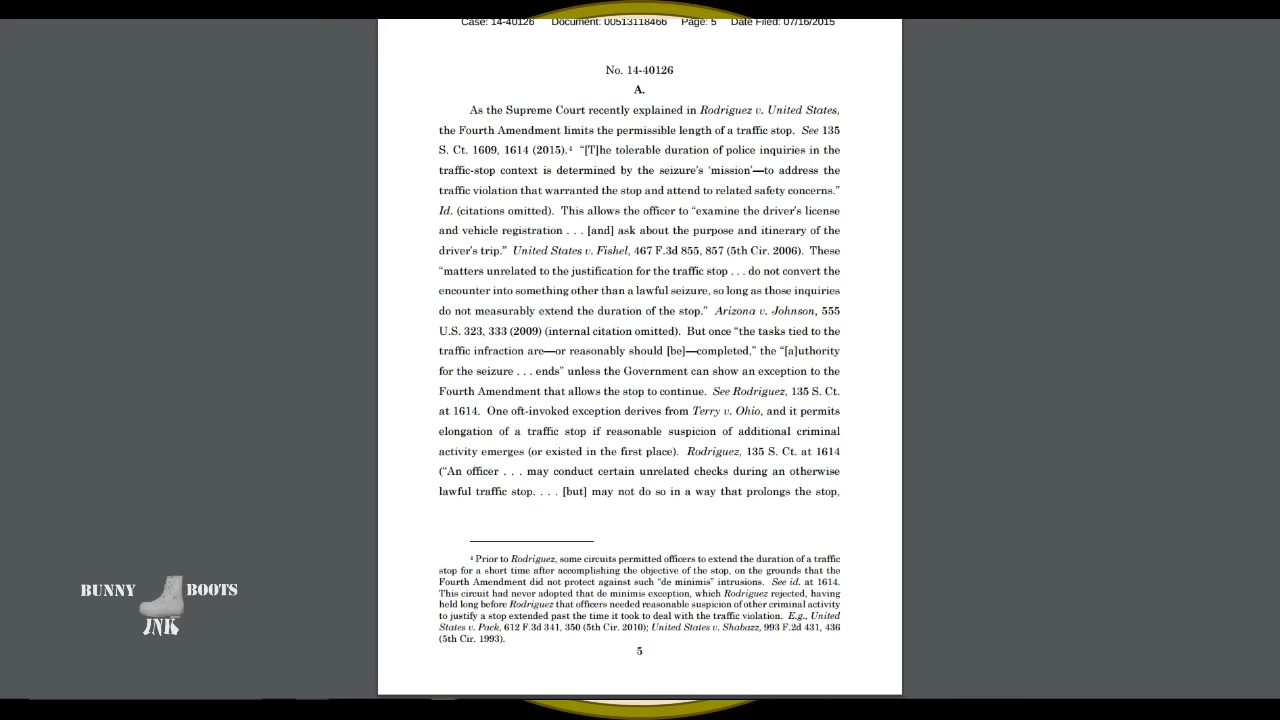 Case: 14-40126 Document: 00513118466 Page: 5 Date Filed: 07/16/2015
No. 14-40126
A.
As the Supreme Court recently explained in Rodriguez v. United States,
the Fourth Amendment limits the permissible length of a traffic stop. See 135
S. Ct. 1609, 1614 (2015).⁴ “[T]he tolerable duration of police inquiries in the
traffic-stop context is determined by the seizure’s ‘mission’—to address the
traffic violation that warranted the stop and attend to related safety concerns.”
Id. (citations omitted). This allows the officer to “examine the driver’s license
and vehicle registration . . . [and] ask about the purpose and itinerary of the
driver’s trip.” United States v. Fishel, 467 F.3d 855, 857 (5th Cir. 2006). These
“matters unrelated to the justification for the traffic stop . . . do not convert the
encounter into something other than a lawful seizure, so long as those inquiries
do not measurably extend the duration of the stop.” Arizona v. Johnson, 555
U.S. 323, 333 (2009) (internal citation omitted). But once “the tasks tied to the
traffic infraction are—or reasonably should [be]—completed,” the “[a]uthority
for the seizure . . . ends” unless the Government can show an exception to the
Fourth Amendment that allows the stop to continue. See Rodriguez, 135 S. Ct.
at 1614. One oft-invoked exception derives from Terry v. Ohio, and it permits
elongation of a traffic stop if reasonable suspicion of additional criminal
activity emerges (or existed in the first place). Rodriguez, 135 S. Ct. at 1614
(“An officer . . . may conduct certain unrelated checks during an otherwise
lawful traffic stop. . . . [but] may not do so in a way that prolongs the stop,
⁴ Prior to Rodriguez, some circuits permitted officers to extend the duration of a traffic
stop for a short time after accomplishing the objective of the stop, on the grounds that the
Fourth Amendment did not protect against such “de minimis” intrusions. See id. at 1614.
This circuit had never adopted that de minimis exception, which Rodriguez rejected, having
held long before Rodriguez that officers needed reasonable suspicion of other criminal activity
to justify a stop extended past the time it took to deal with the traffic violation. E.g., United
States v. Pack, 612 F.3d 341, 350 (5th Cir. 2010); United States v. Shabazz, 993 F.2d 431, 436
(5th Cir. 1993).
5
BUNNY BOOTS
INK